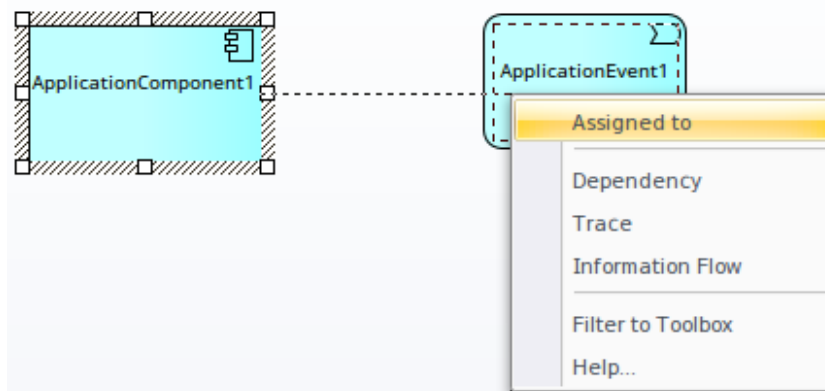 ApplicationComponent1
ApplicationEvent1
Assigned to
Dependency
Trace
Information Flow
Filter to Toolbox
Help...